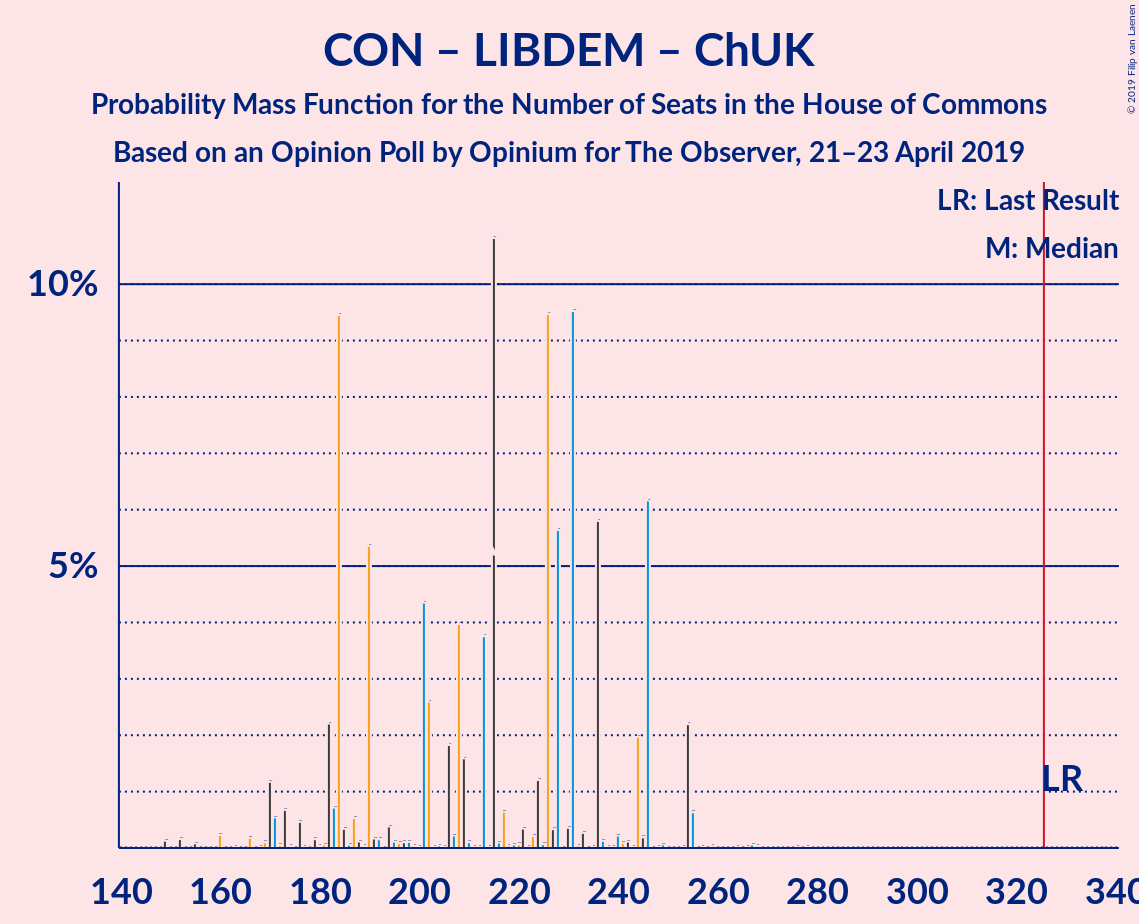 CON – LIBDEM – ChUK
Probability Mass Function for the Number of Seats in the House of Commons
Based on an Opinion Poll by Opinium for The Observer, 21–23 April 2019
© 2019 Filip van Laenen
LR: Last Result
M: Median
10%
5%
LR
140 160 180 200 220 240 260 280 300 320 340